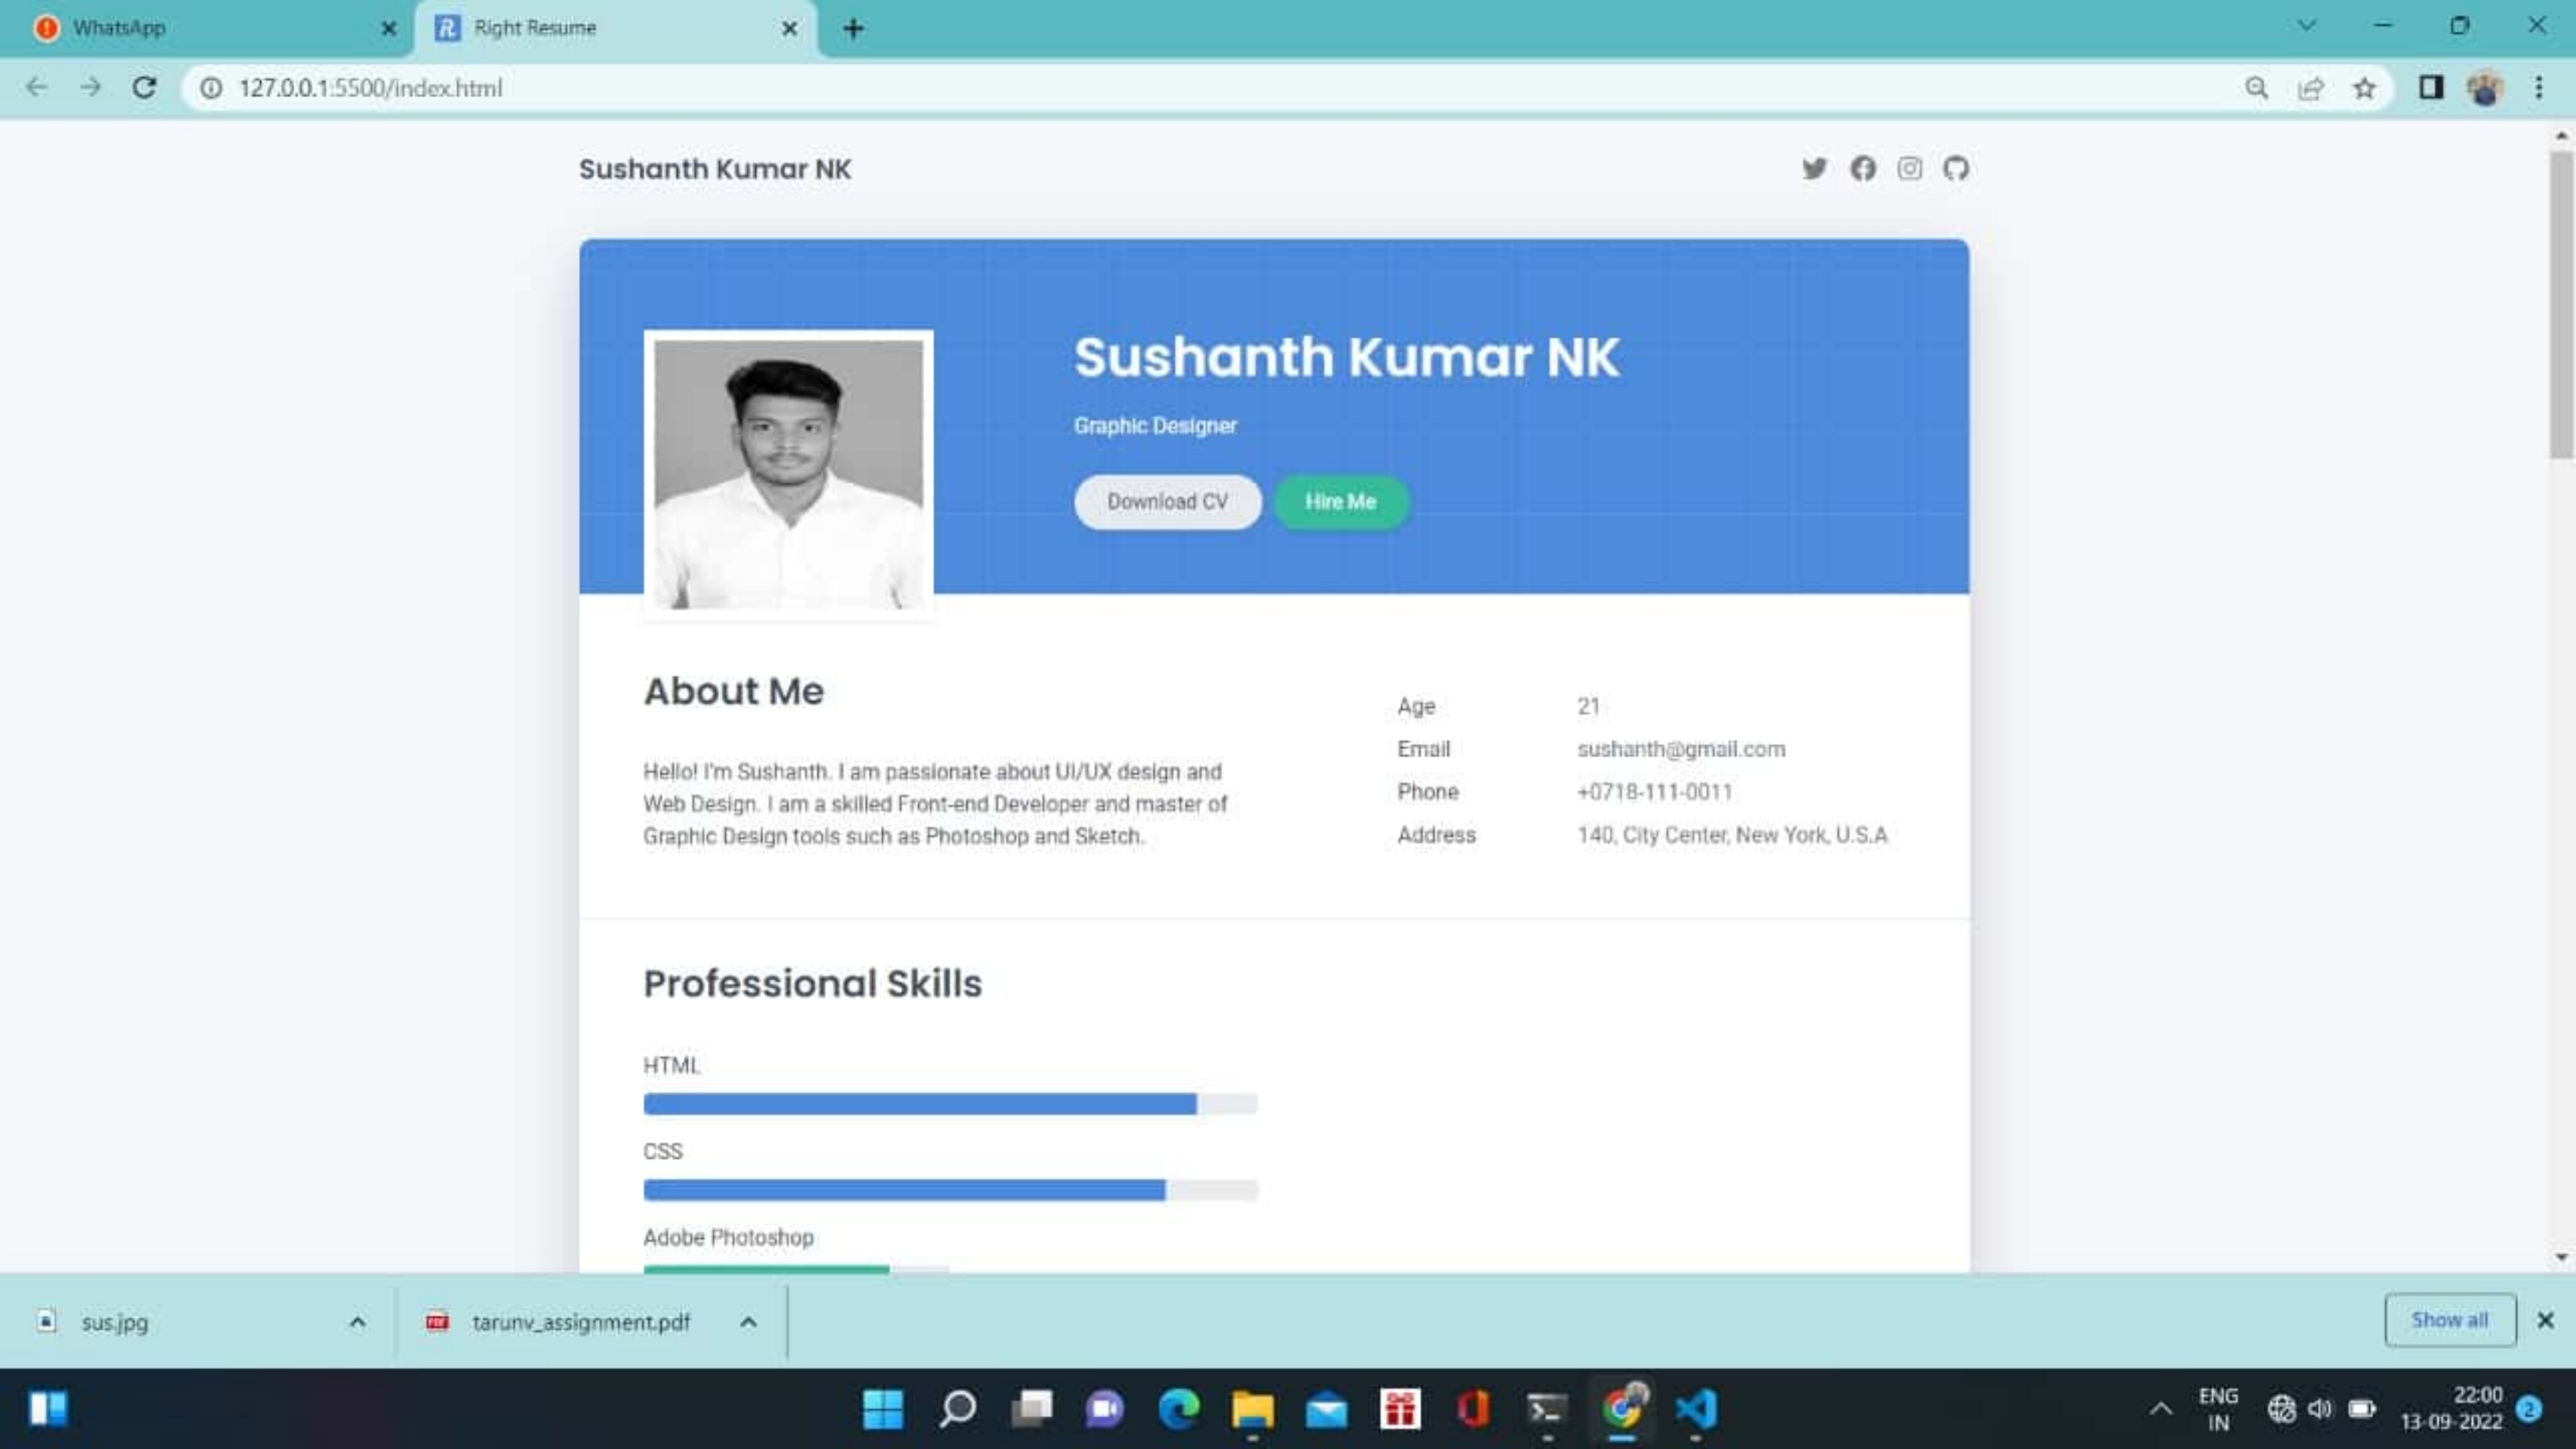 WhatsApp
Right Resume
127.0.0.1:5500/index.html
Sushanth Kumar NK
Sushanth Kumar NK
Graphic Designer
Download CV
Hire Me
About Me
Hello! I'm Sushanth. I am passionate about UI/UX design and
Web Design. I am a skilled Front-end Developer and master of
Graphic Design tools such as Photoshop and Sketch.
Age 21
Email sushanth@gmail.com
Phone +0718-111-0011
Address 140, City Center, New York, U.S.A
Professional Skills
HTML
CSS
Adobe Photoshop
sus.jpg
tarunv_assignment.pdf
Show all
ENG
IN
22:00
13-09-2022
2